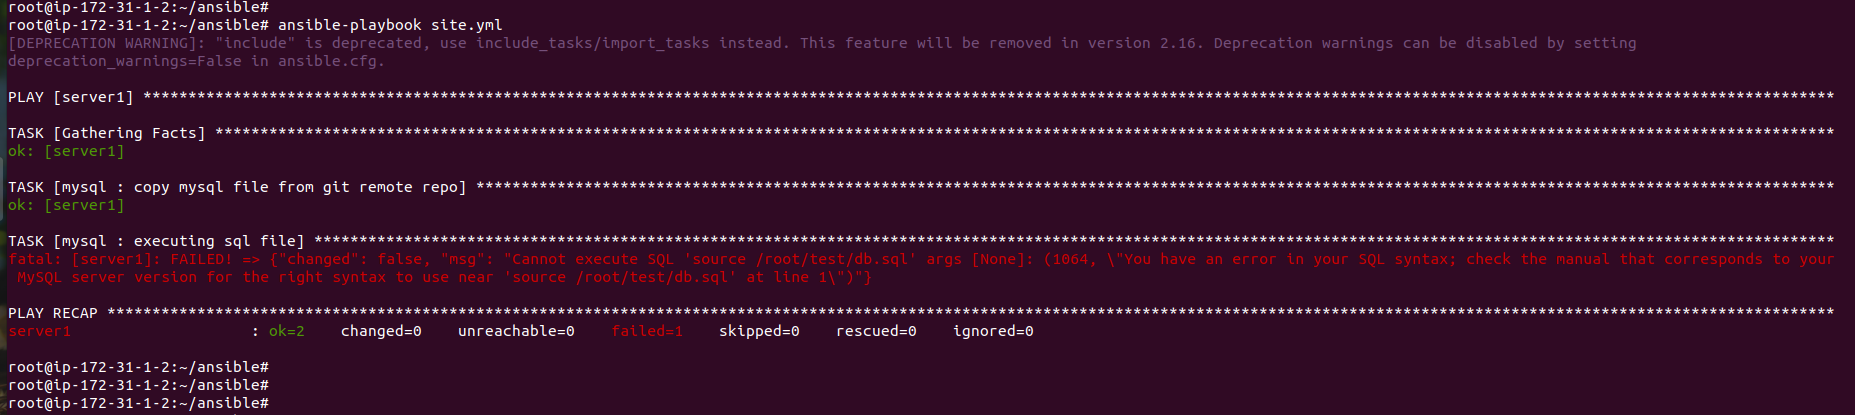 root@ip-172-31-1-2:~/ansible#
root@ip-172-31-1-2:~/ansible# ansible-playbook site.yml
[DEPRECATION WARNING]: "include" is deprecated, use include_tasks/import_tasks instead. This feature will be removed in version 2.16. Deprecation warnings can be disabled by setting
deprecation_warnings=False in ansible.cfg.
PLAY [server1] ********************************************************************************************************************************************************************************************
TASK [Gathering Facts] ************************************************************************************************************************************************************************************
ok: [server1]
TASK [mysql : copy mysql file from git remote repo] *******************************************************************************************************************************************************
ok: [server1]
TASK [mysql : executing sql file] *************************************************************************************************************************************************************************
fatal: [server1]: FAILED! => {"changed": false, "msg": "Cannot execute SQL 'source /root/test/db.sql' args [None]: (1064, \"You have an error in your SQL syntax; check the manual that corresponds to your
MySQL server version for the right syntax to use near 'source /root/test/db.sql' at line 1\")"}
PLAY RECAP ************************************************************************************************************************************************************************************************
server1                    : ok=2    changed=0    unreachable=0    failed=1    skipped=0    rescued=0    ignored=0
root@ip-172-31-1-2:~/ansible#
root@ip-172-31-1-2:~/ansible#
root@ip-172-31-1-2:~/ansible#